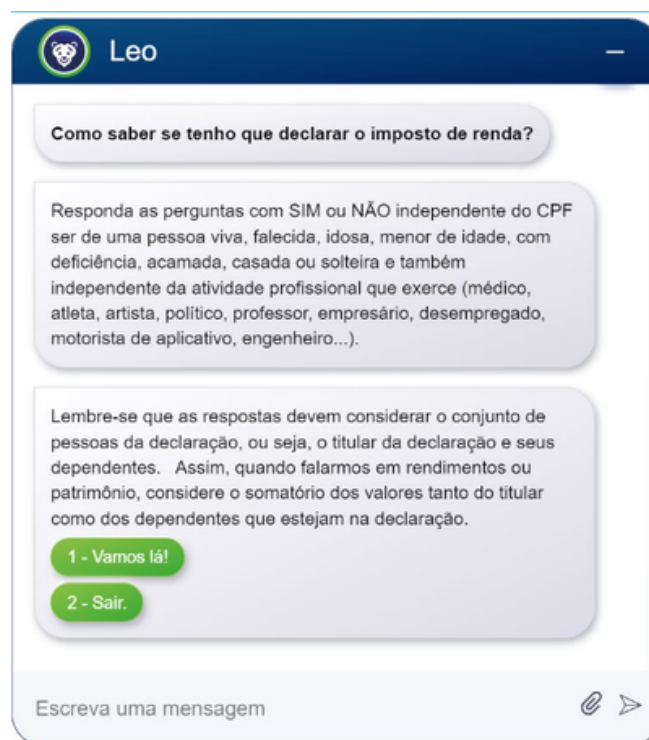 Leo
Como saber se tenho que declarar o imposto de renda?
Responda as perguntas com SIM ou NÃO independente do CPF
ser de uma pessoa viva, falecida, idosa, menor de idade, com
deficiência, acamada, casada ou solteira e também
independente da atividade profissional que exerce (médico,
atleta, artista, político, professor, empresário, desempregado,
motorista de aplicativo, engenheiro...).
Lembre-se que as respostas devem considerar o conjunto de
pessoas da declaração, ou seja, o titular da declaração e seus
dependentes. Assim, quando falarmos em rendimentos ou
patrimônio, considere o somatório dos valores tanto do titular
como dos dependentes que estejam na declaração.
1 - Vamos lá!
2 - Sair.
Escreva uma mensagem